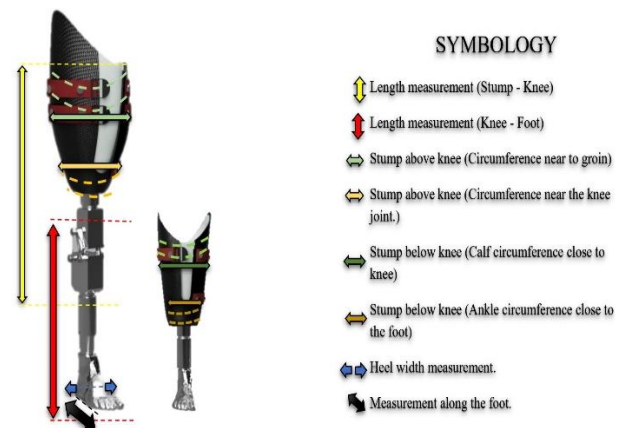 SYMBOLOGY
Length measurement (Stump - Knee)
Length measurement (Knee - Foot)
Stump above knee (Circumference near to groin)
Stump above knee (Circumference near the knee
joint.)
Stump below knee (Calf circumference close to
knee)
Stump below knee (Ankle circumference close to
the foot)
Heel width measurement.
Measurement along the foot.